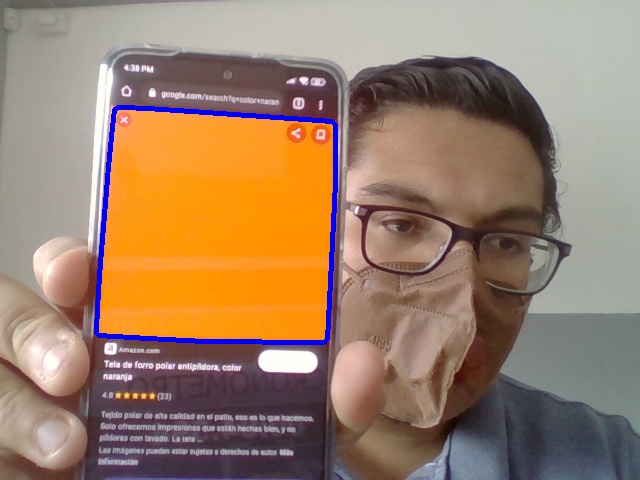 4:38 PM
google.com/search?q=color+naran
a Amazon.com
Tela de forro polar antipildora, color
naranja
4.8 ★★★★★ (23)
Tejido polar de alta calidad en el patio, eso es lo que hacemos.
Solo ofrecemos impresiones que están hechas bien, y no
píldoras con lavado. La tela ...
Las imágenes pueden estar sujetas a derechos de autor. Más
información